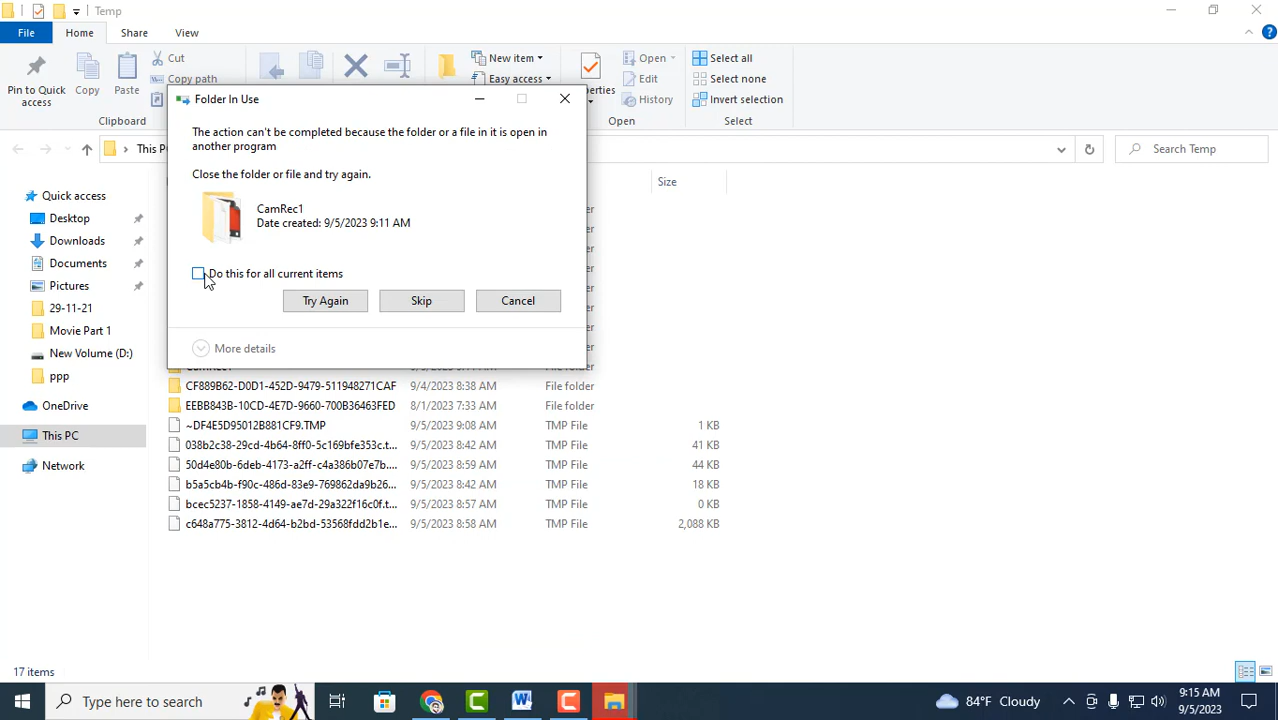 Temp
File Home Share View
Pin to Quick access
Copy
Paste
Cut
Copy path
Clipboard
New item
Easy access
Open
Edit
History
Open
Select all
Select none
Invert selection
Select
Search Temp
Size
Folder In Use
The action can't be completed because the folder or a file in it is open in
another program
Close the folder or file and try again.
CamRec1
Date created: 9/5/2023 9:11 AM
Do this for all current items
Try Again Skip Cancel
More details
Quick access
Desktop
Downloads
Documents
Pictures
29-11-21
Movie Part 1
New Volume (D:)
ppp
OneDrive
This PC
Network
CF889B62-D0D1-452D-9479-511948271CAF 9/4/2023 8:38 AM File folder
EEBB843B-10CD-4E7D-9660-700B36463FED 8/1/2023 7:33 AM File folder
~DF4E5D95012B881CF9.TMP 9/5/2023 9:08 AM TMP File 1 KB
038b2c38-29cd-4b64-8ff0-5c169bfe353c.t... 9/5/2023 8:42 AM TMP File 41 KB
50d4e80b-6deb-4173-a2ff-c4a386b07e7b.... 9/5/2023 8:59 AM TMP File 44 KB
b5a5cb4b-f90c-486d-83e9-769862da9b26... 9/5/2023 8:42 AM TMP File 18 KB
bcec5237-1858-4149-ae7d-29a322f16c0f.t... 9/5/2023 8:57 AM TMP File 0 KB
c648a775-3812-4d64-b2bd-53568fdd2b1e... 9/5/2023 8:58 AM TMP File 2,088 KB
17 items
Type here to search
84°F Cloudy
9:15 AM
9/5/2023